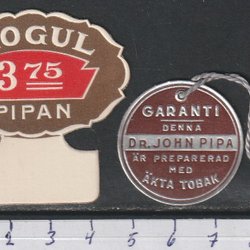 MOGUL
3 75
PIPAN
GARANTI
DENNA
DR. JOHN PIPA
ÄR PREPARERAD
MED
ÄKTA TOBAK
2 3 4 5 6 7